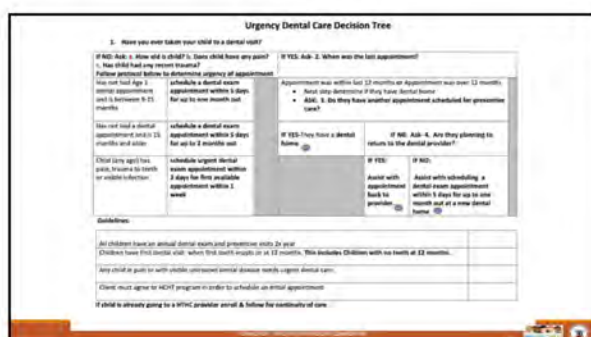 Urgency Dental Care Decision Tree
1. Have you ever taken your child to a dental visit?
If NO: Ask: a. How old is child? b. Does child have any pain?
c. Has child had any recent trauma?
Follow protocol below to determine urgency of appointment
If YES: Ask- 2. When was the last appointment?
Has not had Age 1
dental appointment
and is between 9-15
months
schedule a dental exam
appointment within 5 days
for up to one month out
Appointment was within last 12 months or Appointment was over 12 months
• Next step determine if they have dental home
• ASK: 3. Do they have another appointment scheduled for preventive
care?
Has not had a dental
appointment and is 15
months and older
schedule a dental exam
appointment within 5 days
for up to 2 months out
IF YES-They have a dental
home
IF NO: Ask- 4. Are they planning to
return to the dental provider?
Child (any age) has
pain, trauma to teeth
or visible infection
schedule urgent dental
exam appointment within
2 days for first available
appointment within 1
week
IF YES:
Assist with
appointment
back to
provider
IF NO:
Assist with scheduling a
dental exam appointment
within 5 days for up to one
month out at a new dental
home
Guidelines:
All children have an annual dental exam and preventive visits 2x year
Children have first dental visit when first tooth erupts or at 12 months. This includes Children with no teeth at 12 months.
Any child in pain or with visible untreated dental disease needs urgent dental care.
Client must agree to HCHT program in order to schedule an dental appointment
If child is already going to a HTHC provider enroll & follow for continuity of care